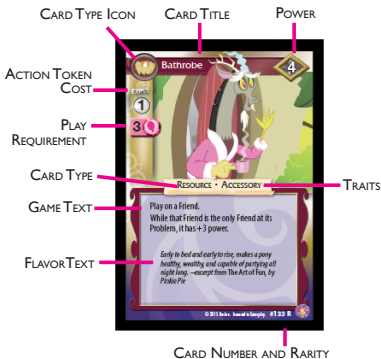 CARD TYPE ICON
CARD TITLE
POWER
Bathrobe
4
ACTION TOKEN
COST
1
PLAY
REQUIREMENT
3
CARD TYPE
RESOURCE • ACCESSORY
TRAITS
GAME TEXT
Play on a Friend.
While that Friend is the only Friend at its
Problem, it has +3 power.
FLAVOR TEXT
Early to bed and early to rise, makes a pony
healthy, wealthy, and capable of partying all
night long. –excerpt from The Art of Fun, by
Pinkie Pie
#123 R
CARD NUMBER AND RARITY